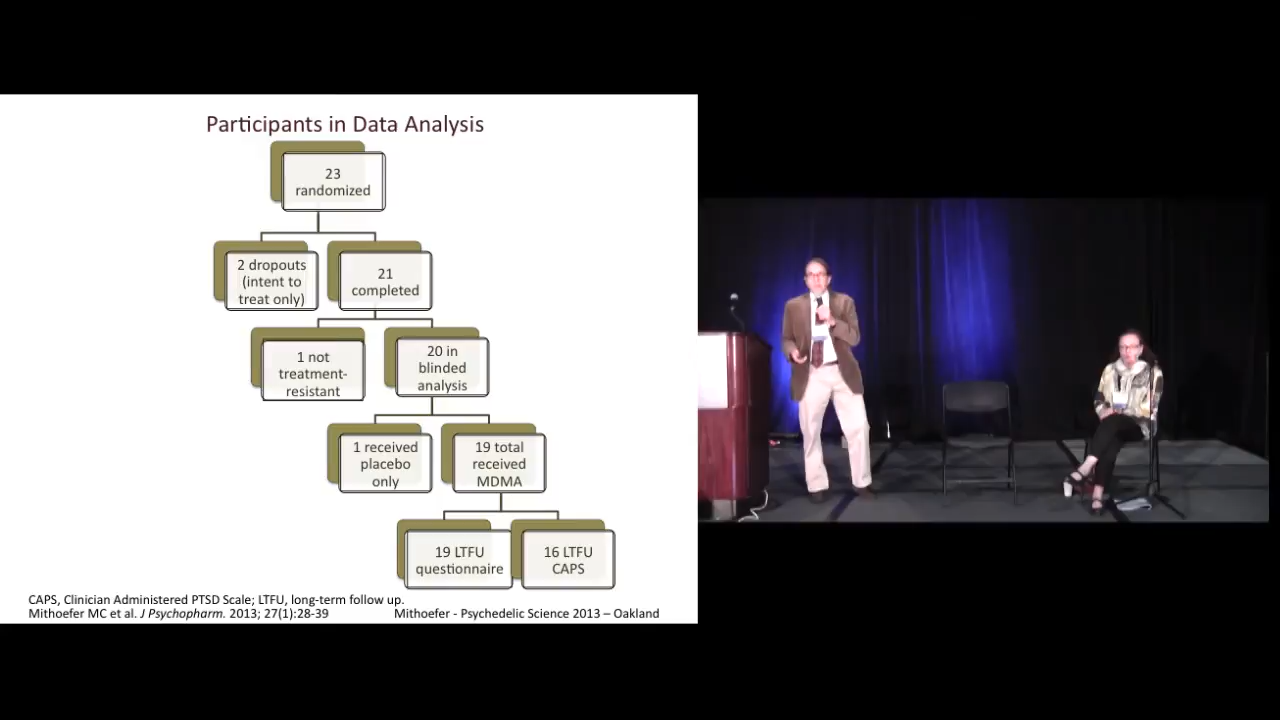 Participants in Data Analysis
23
randomized
2 dropouts
(intent to
treat only)
21
completed
1 not
treatment-
resistant
20 in
blinded
analysis
1 received
placebo
only
19 total
received
MDMA
19 LTFU
questionnaire
16 LTFU
CAPS
CAPS, Clinician Administered PTSD Scale; LTFU, long-term follow up.
Mithoefer MC et al. J Psychopharm. 2013; 27(1):28-39
Mithoefer - Psychedelic Science 2013 – Oakland